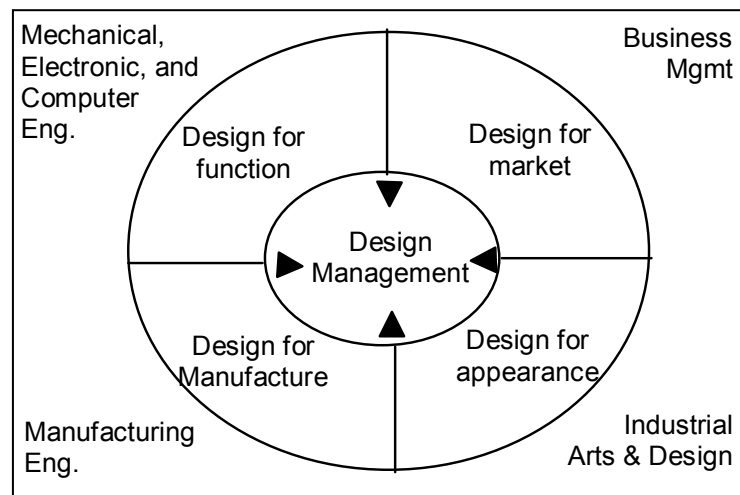 Mechanical,
Electronic, and
Computer
Eng.
Business
Mgmt
Design for
function
Design for
market
Design
Management
Design for
Manufacture
Design for
appearance
Manufacturing
Eng.
Industrial
Arts & Design